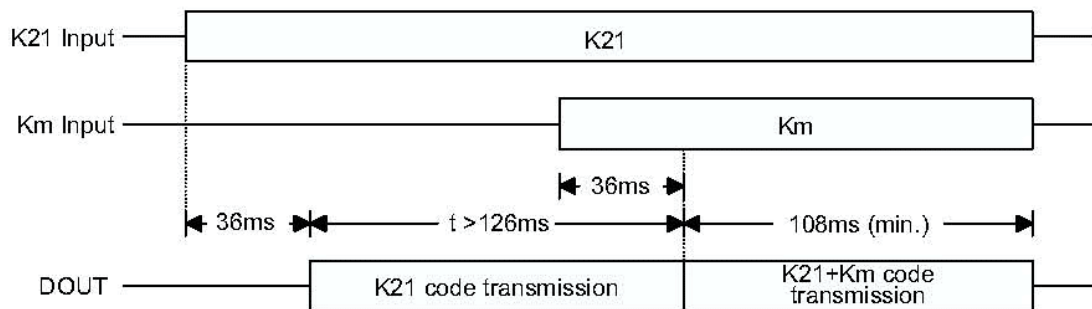 K21 Input
K21
Km Input
Km
36ms
36ms
t >126ms
108ms (min.)
DOUT
K21 code transmission
K21+Km code
transmission